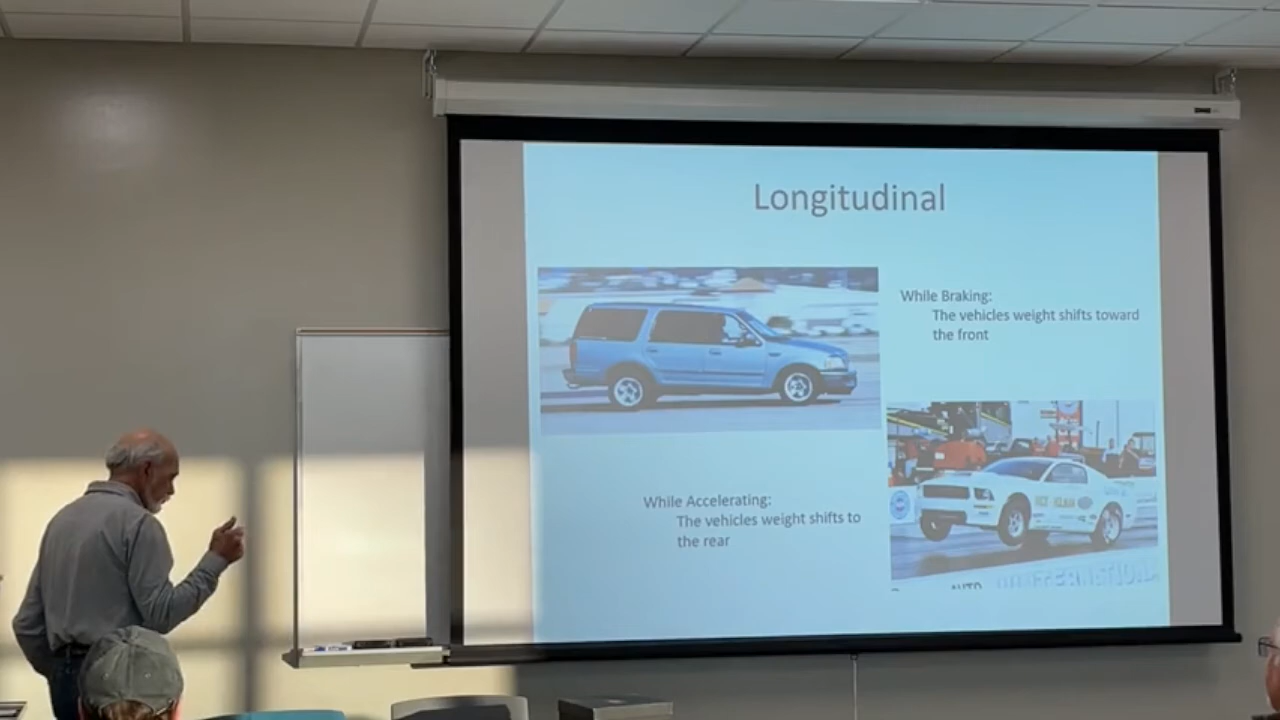 Longitudinal
While Braking:
The vehicles weight shifts toward
the front
While Accelerating:
The vehicles weight shifts to
the rear